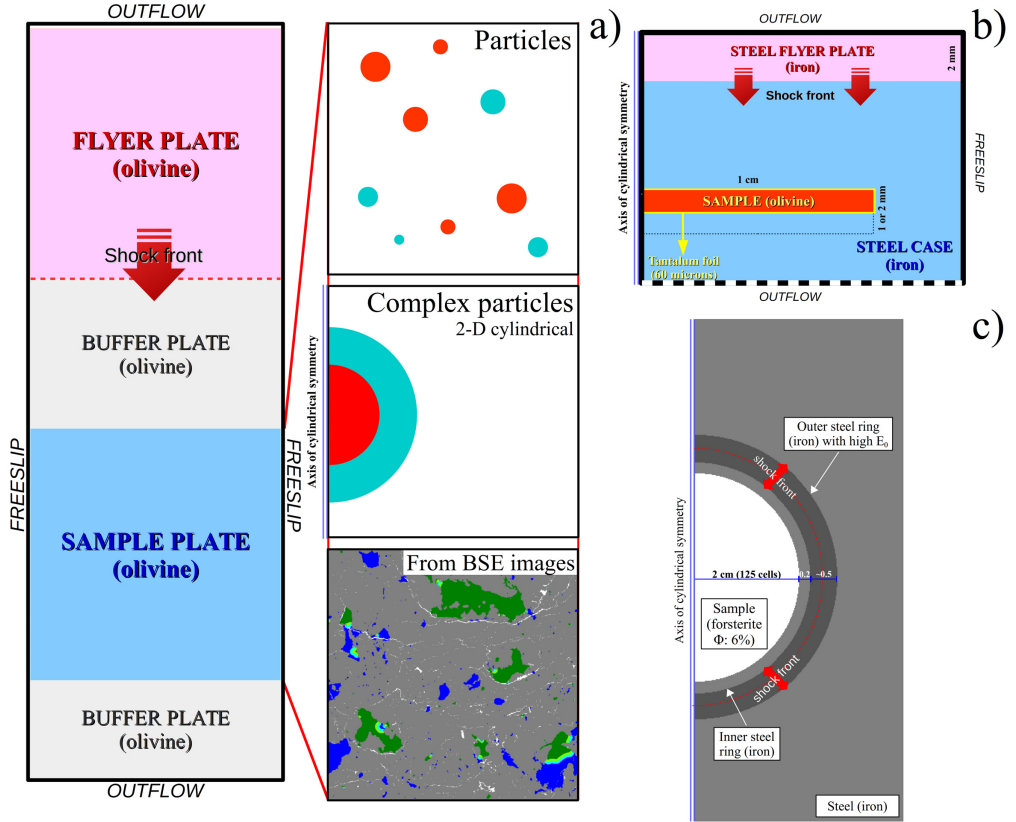 OUTFLOW
FLYER PLATE
(olivine)
Shock front
BUFFER PLATE
(olivine)
FREESLIP
FREESLIP
SAMPLE PLATE
(olivine)
BUFFER PLATE
(olivine)
OUTFLOW
a)
Particles
Complex particles
2-D cylindrical
Axis of cylindrical symmetry
From BSE images
b)
OUTFLOW
STEEL FLYER PLATE
(iron)
2 mm
Shock front
Axis of cylindrical symmetry
FREESLIP
1 cm
SAMPLE (olivine)
1 or 2 mm
Tantalum foil
(60 microns)
STEEL CASE
(iron)
OUTFLOW
c)
Outer steel ring
(iron) with high E₀
shock front
Axis of cylindrical symmetry
2 cm (125 cells)
0.2
~0.5
Sample
(forsterite
Φ: 6%)
shock front
Inner steel
ring (iron)
Steel (iron)